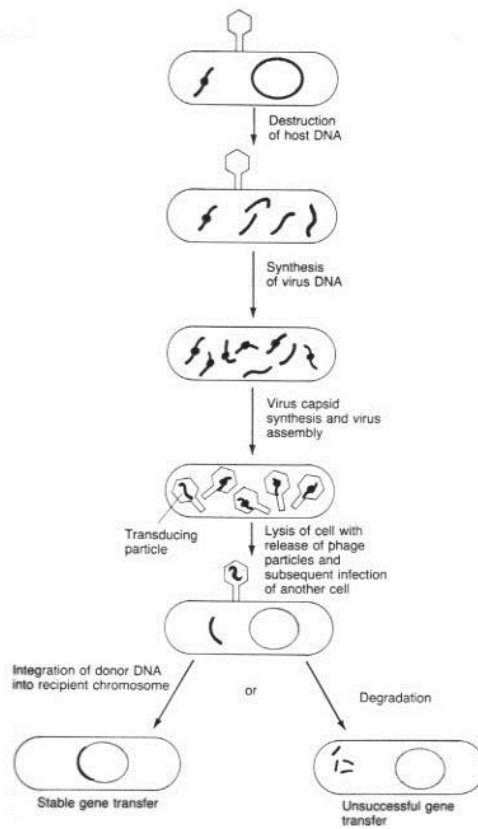 Destruction
of host DNA
Synthesis
of virus DNA
Virus capsid
synthesis and virus
assembly
Transducing
particle
Lysis of cell with
release of phage
particles and
subsequent infection
of another cell
Integration of donor DNA
into recipient chromosome
or
Degradation
Stable gene transfer
Unsuccessful gene
transfer